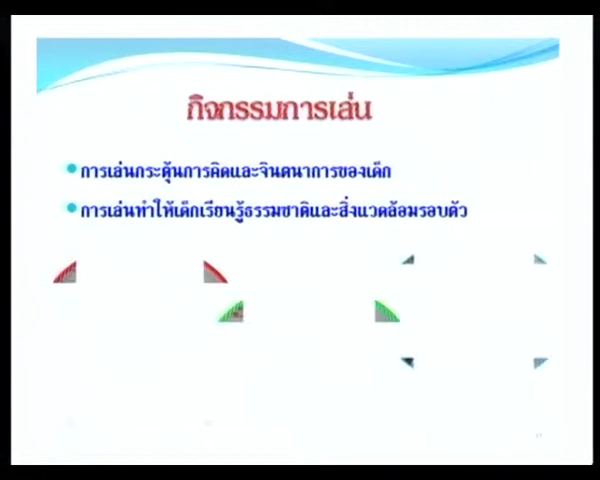 กิจกรรมการเล่น
การเล่นกระตุ้นการคิดและจินตนาการของเด็ก
การเล่นทำให้เด็กเรียนรู้ธรรมชาติและสิ่งแวดล้อมรอบตัว